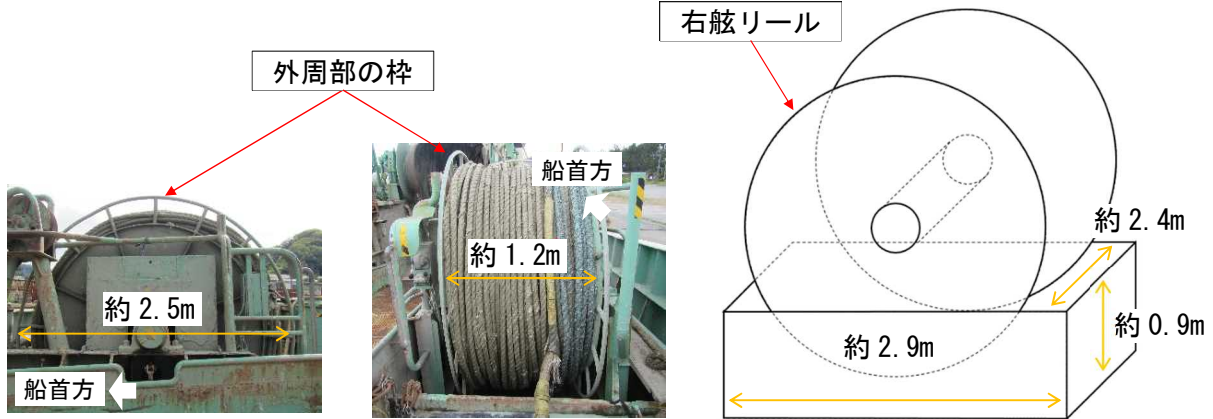 外周部の枠
右舷リール
船首方
約 2.5m
船首方
約 1.2m
約 2.4m
約 0.9m
約 2.9m